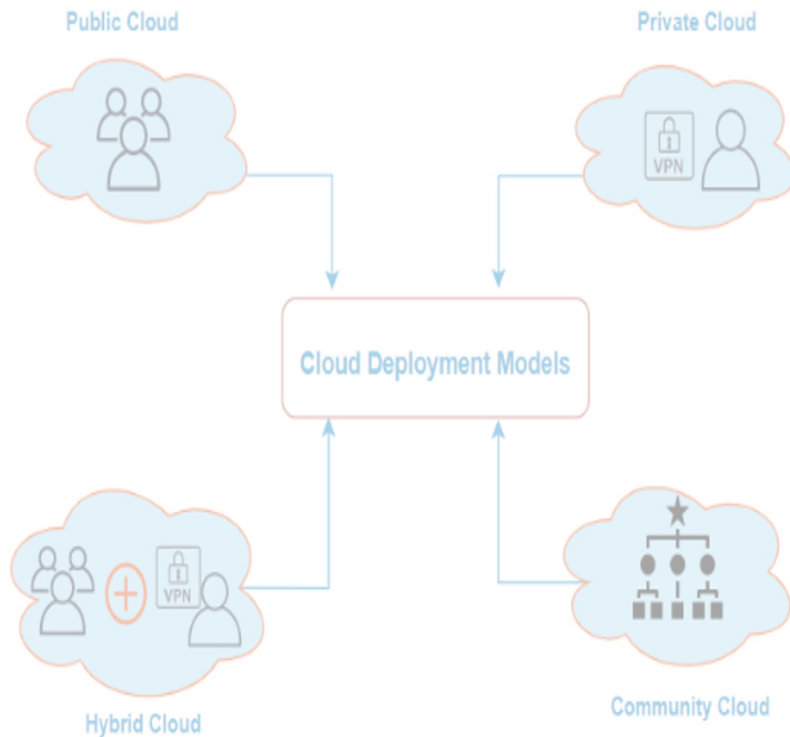 Public Cloud
Private Cloud
VPN
Cloud Deployment Models
VPN
Hybrid Cloud
Community Cloud